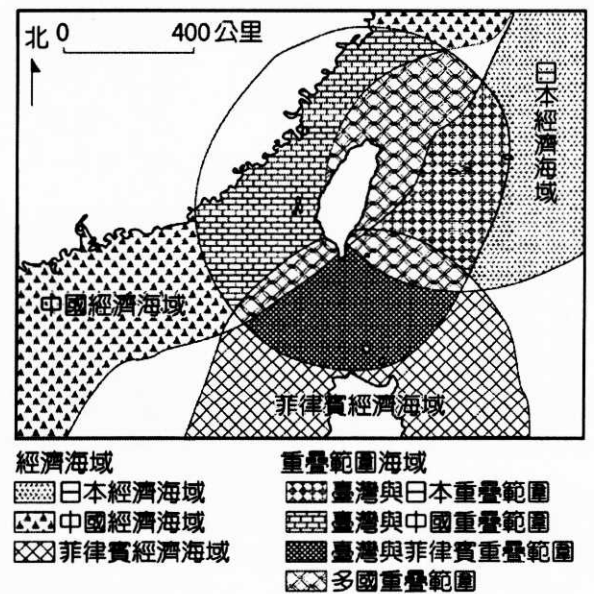 北 0 400公里
日本經濟海域
中國經濟海域
菲律賓經濟海域
經濟海域
日本經濟海域
中國經濟海域
菲律賓經濟海域
重疊範圍海域
臺灣與日本重疊範圍
臺灣與中國重疊範圍
臺灣與菲律賓重疊範圍
多國重疊範圍